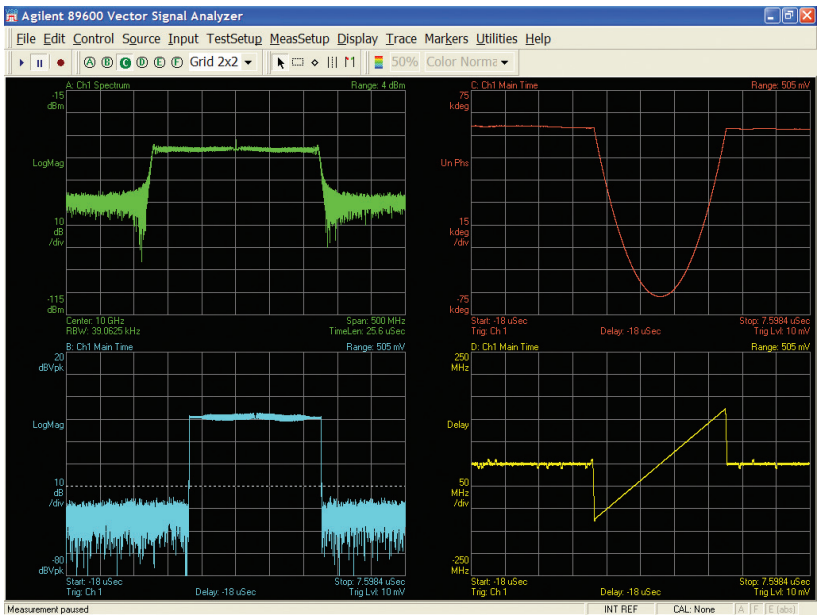 Agilent 89600 Vector Signal Analyzer
File Edit Control Source Input TestSetup MeasSetup Display Trace Markers Utilities Help
A B C D E F Grid 2x2 50% Color Norma
A: Ch1 Spectrum Range: 4 dBm
-15
dBm
LogMag
10
dB
/div
-115
dBm
Center: 10 GHz Span: 500 MHz
RBW: 39.0625 kHz TimeLen: 25.6 uSec
C: Ch1 Main Time Range: 505 mV
75
kdeg
Un Phs
15
kdeg
/div
-75
kdeg
Start: -18 uSec Stop: 7.5984 uSec
Trig: Ch 1 Delay: -18 uSec Trig Lvl: 10 mV
B: Ch1 Main Time Range: 505 mV
20
dBVpk
LogMag
10
dB
/div
-80
dBVpk
Start: -18 uSec Stop: 7.5984 uSec
Trig: Ch 1 Delay: -18 uSec Trig Lvl: 10 mV
D: Ch1 Main Time Range: 505 mV
250
MHz
Delay
50
MHz
/div
-250
MHz
Start: -18 uSec Stop: 7.5984 uSec
Trig: Ch 1 Delay: -18 uSec Trig Lvl: 10 mV
Measurement paused INT REF CAL: None A F E (abs)